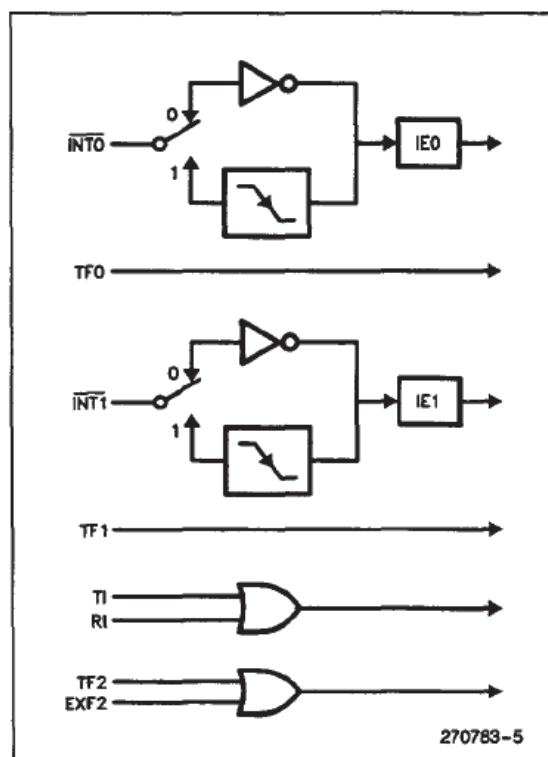 0
INT0
IE0
1
TF0
0
INT1
IE1
1
TF1
TI
RI
TF2
EXF2
270783-5